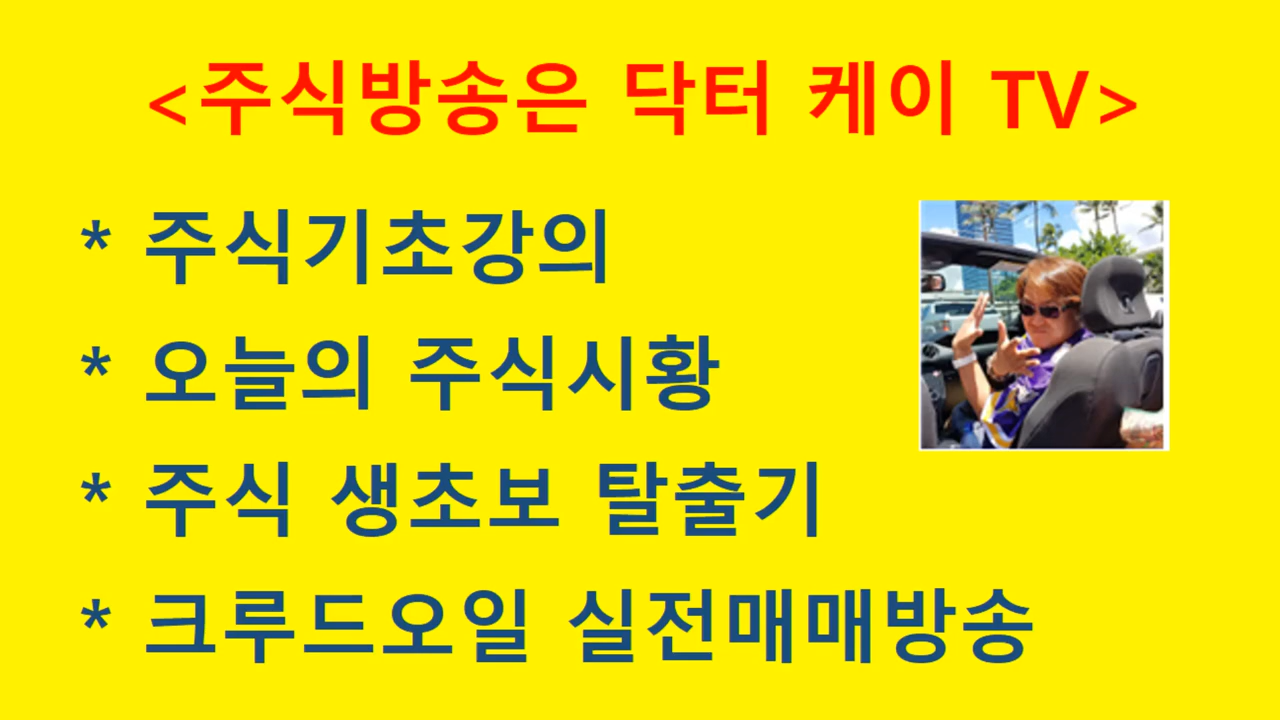 <주식방송은 닥터 케이 TV>
* 주식기초강의
* 오늘의 주식시황
* 주식 생초보 탈출기
* 크루드오일 실전매매방송